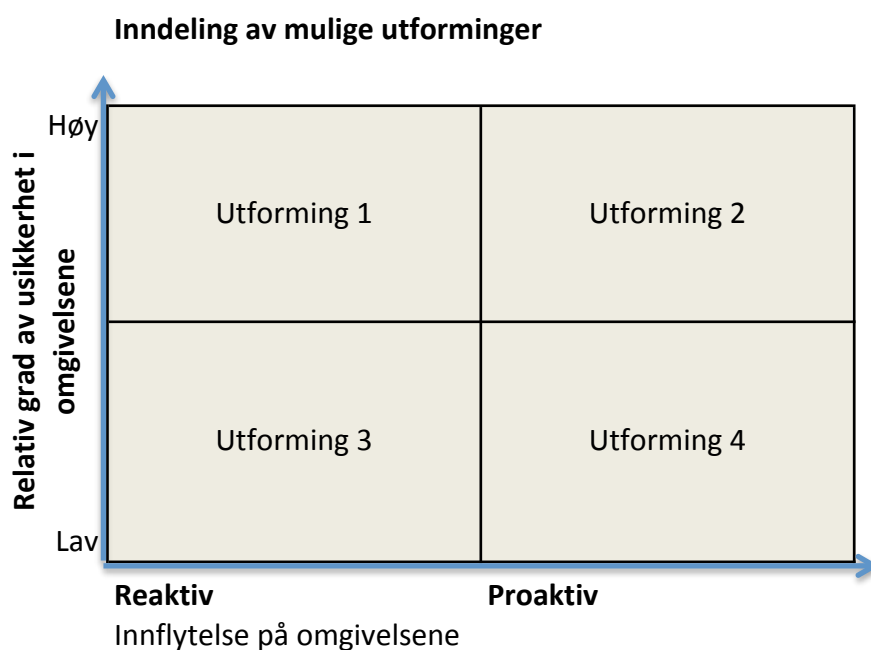 Inndeling av mulige utforminger
Høy
Relativ grad av usikkerhet i
omgivelsene
Utforming 1
Utforming 2
Utforming 3
Utforming 4
Lav
Reaktiv
Proaktiv
Innflytelse på omgivelsene